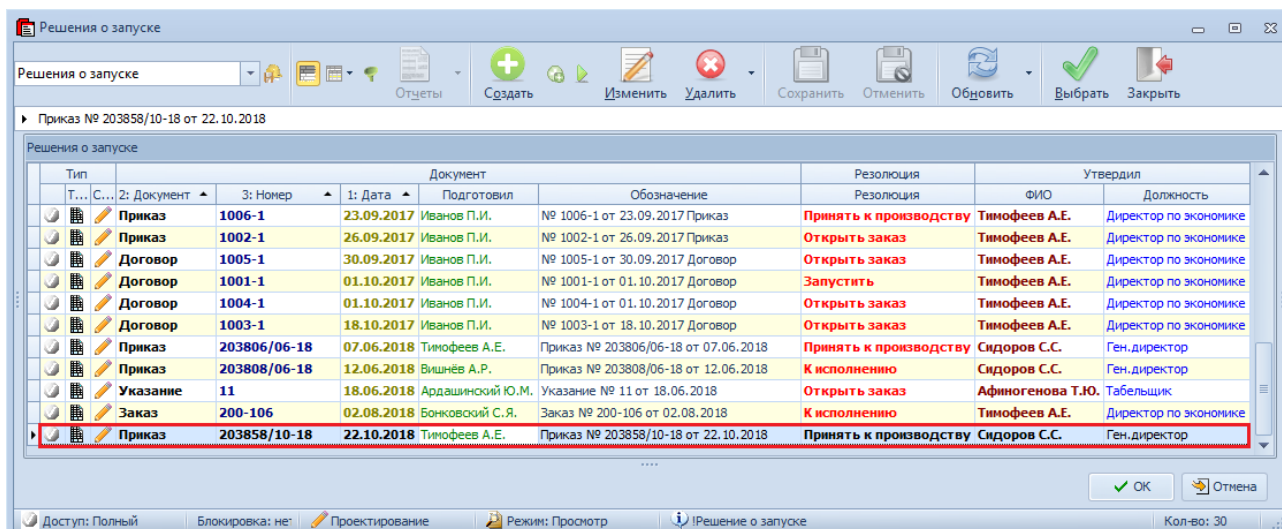 Решения о запуске
Решения о запуске Отчеты Создать Изменить Удалить Сохранить Отменить Обновить Выбрать Закрыть
Приказ № 203858/10-18 от 22.10.2018
Решения о запуске
Тип Документ Резолюция Утвердил
Т... С... 2: Документ 3: Номер 1: Дата Подготовил Обозначение Резолюция ФИО Должность
Приказ 1006-1 23.09.2017 Иванов П.И. № 1006-1 от 23.09.2017 Приказ Принять к производству Тимофеев А.Е. Директор по экономике
Приказ 1002-1 26.09.2017 Иванов П.И. № 1002-1 от 26.09.2017 Приказ Открыть заказ Тимофеев А.Е. Директор по экономике
Договор 1005-1 30.09.2017 Иванов П.И. № 1005-1 от 30.09.2017 Договор Открыть заказ Тимофеев А.Е. Директор по экономике
Договор 1001-1 01.10.2017 Иванов П.И. № 1001-1 от 01.10.2017 Договор Запустить Тимофеев А.Е. Директор по экономике
Договор 1004-1 01.10.2017 Иванов П.И. № 1004-1 от 01.10.2017 Договор Открыть заказ Тимофеев А.Е. Директор по экономике
Договор 1003-1 18.10.2017 Иванов П.И. № 1003-1 от 18.10.2017 Договор Открыть заказ Тимофеев А.Е. Директор по экономике
Приказ 203806/06-18 07.06.2018 Тимофеев А.Е. Приказ № 203806/06-18 от 07.06.2018 Принять к производству Сидоров С.С. Ген.директор
Приказ 203808/06-18 12.06.2018 Вишнёв А.Р. Приказ № 203808/06-18 от 12.06.2018 К исполнению Сидоров С.С. Ген.директор
Указание 11 18.06.2018 Ардашинский Ю.М. Указание № 11 от 18.06.2018 Открыть заказ Афиногенова Т.Ю. Табельщик
Заказ 200-106 02.08.2018 Бонковский С.Я. Заказ № 200-106 от 02.08.2018 К исполнению Тимофеев А.Е. Директор по экономике
Приказ 203858/10-18 22.10.2018 Тимофеев А.Е. Приказ № 203858/10-18 от 22.10.2018 Принять к производству Сидоров С.С. Ген.директор
OK Отмена
Доступ: Полный Блокировка: нет Проектирование Режим: Просмотр !Решение о запуске Кол-во: 30